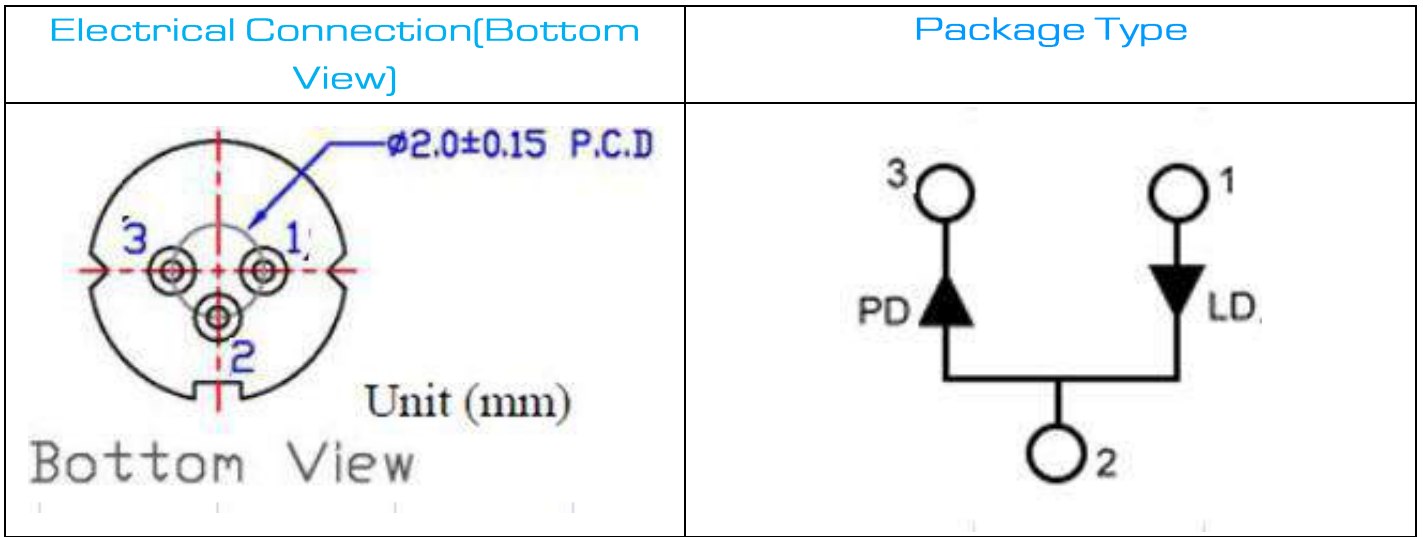 Electrical Connection(Bottom
View)
Package Type
ø2.0±0.15 P.C.D
3
1
2
Unit (mm)
Bottom View
3
1
PD
LD
2